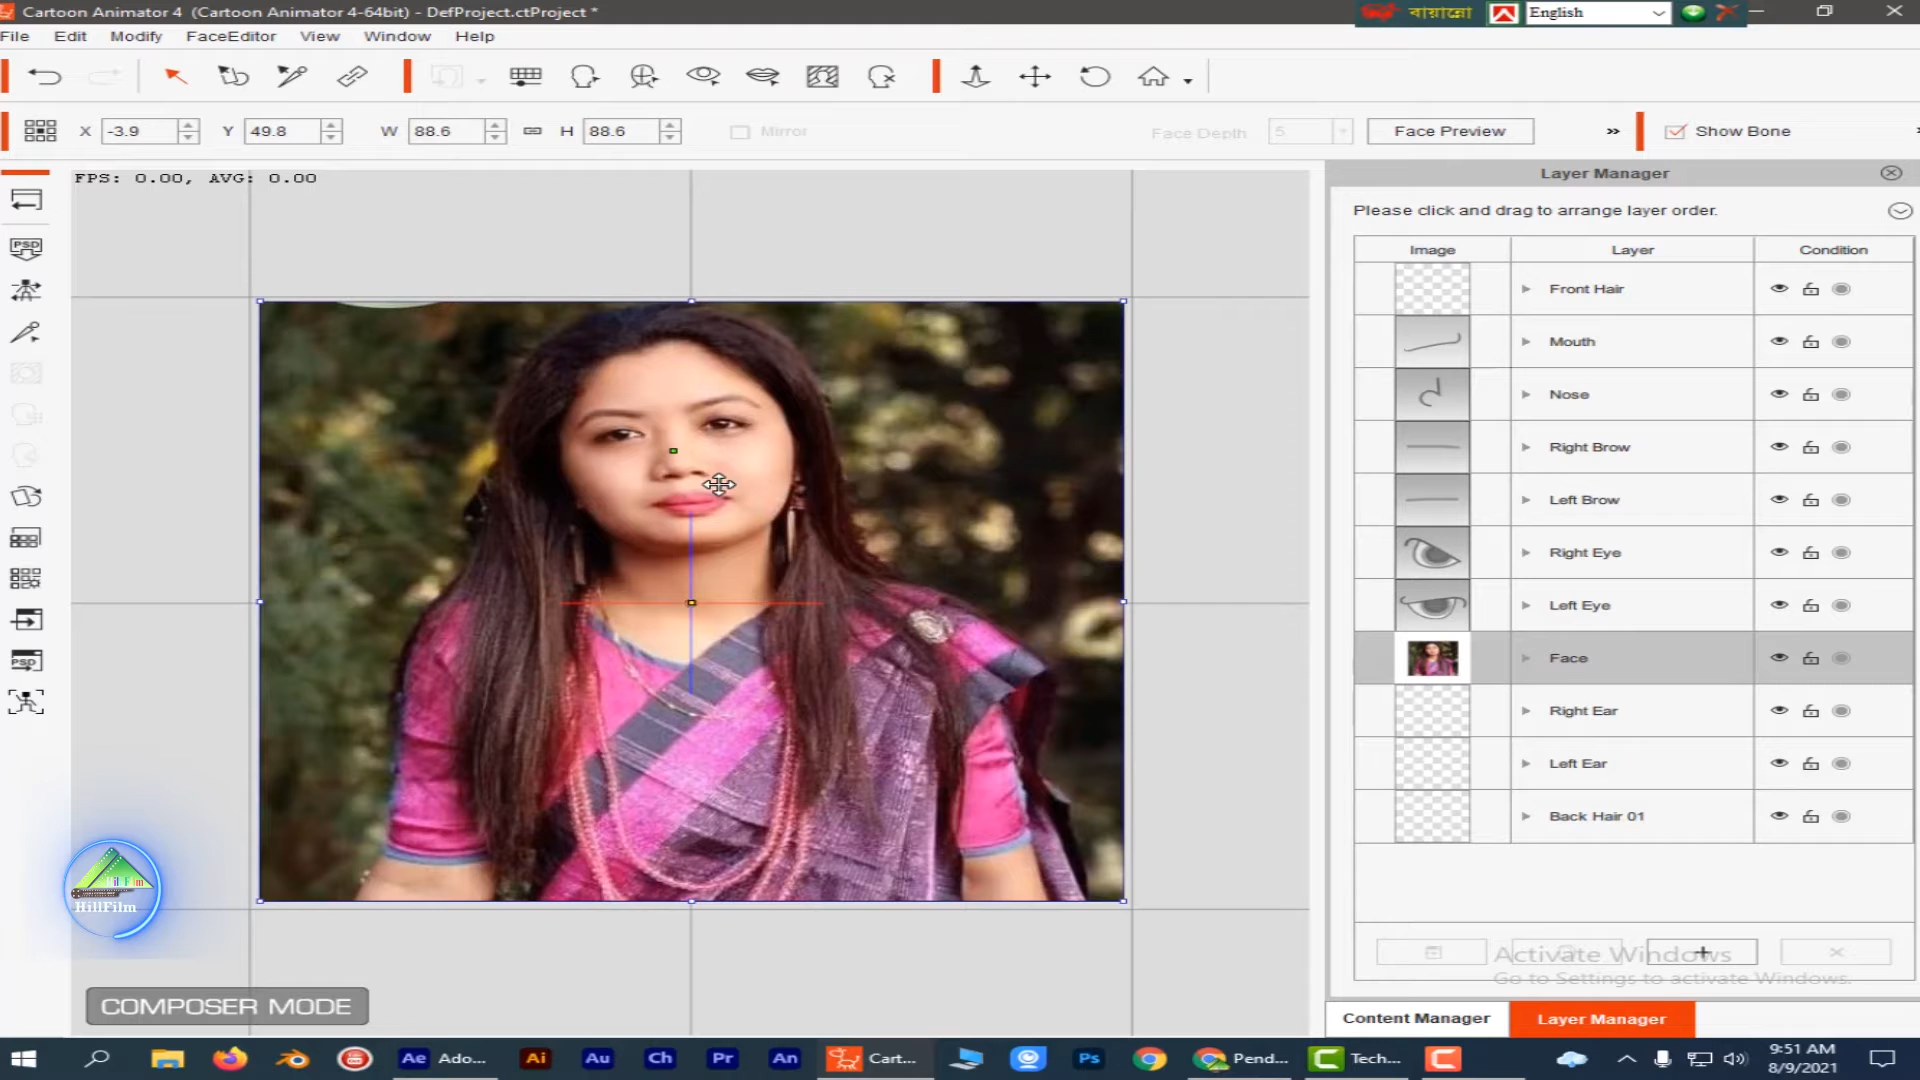 Cartoon Animator 4 (Cartoon Animator 4-64bit) - DefProject.ctProject *
বায়ান্নো
English
File Edit Modify FaceEditor View Window Help
X -3.9 Y 49.8 W 88.6 H 88.6 Mirror Face Depth 5 Face Preview » Show Bone
FPS: 0.00, AVG: 0.00
Layer Manager
Please click and drag to arrange layer order.
Image Layer Condition
Front Hair
Mouth
Nose
Right Brow
Left Brow
Right Eye
Left Eye
Face
Right Ear
Left Ear
Back Hair 01
PSD
PSD
HillFilm
HillFilm
COMPOSER MODE
Activate Windows
Go to Settings to activate Windows.
Content Manager Layer Manager
Ae Ado... Ai Au Ch Pr An Cart... Ps Pend... Tech...
9:51 AM
8/9/2021